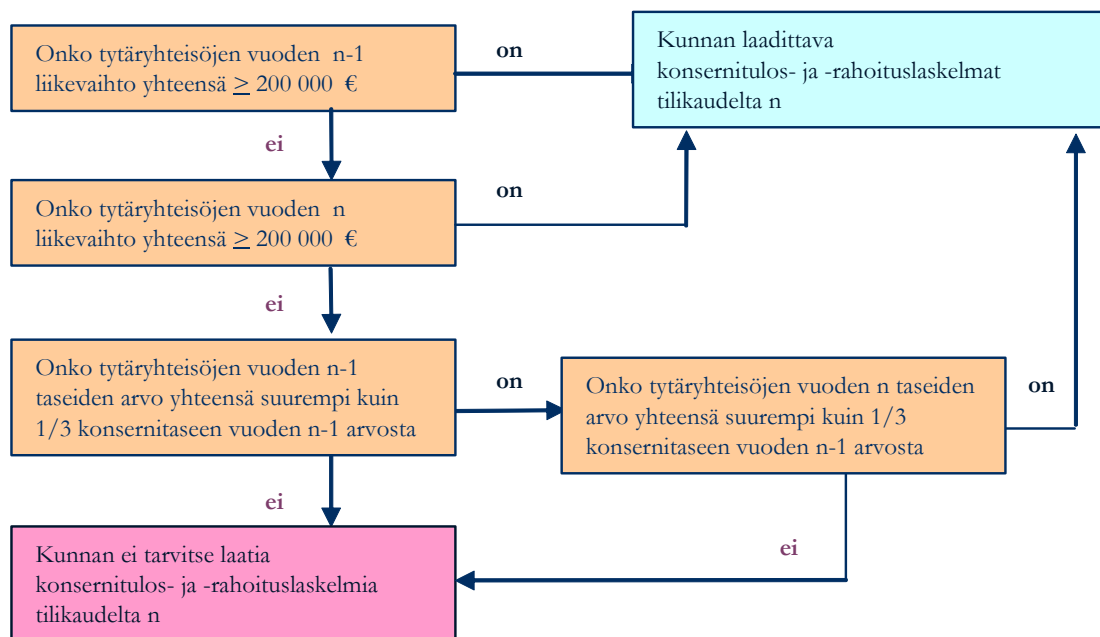 Onko tytäryhteisöjen vuoden n-1
liikevaihto yhteensä ≥ 200 000 €
on
Kunnan laadittava
konsernitulos- ja -rahoituslaskelmat
tilikaudelta n
ei
Onko tytäryhteisöjen vuoden n
liikevaihto yhteensä ≥ 200 000 €
on
ei
Onko tytäryhteisöjen vuoden n-1
taseiden arvo yhteensä suurempi kuin
1/3 konsernitaseen vuoden n-1 arvosta
on
Onko tytäryhteisöjen vuoden n taseiden
arvo yhteensä suurempi kuin 1/3
konsernitaseen vuoden n-1 arvosta
on
ei
Kunnan ei tarvitse laatia
konsernitulos- ja -rahoituslaskelmia
tilikaudelta n
ei